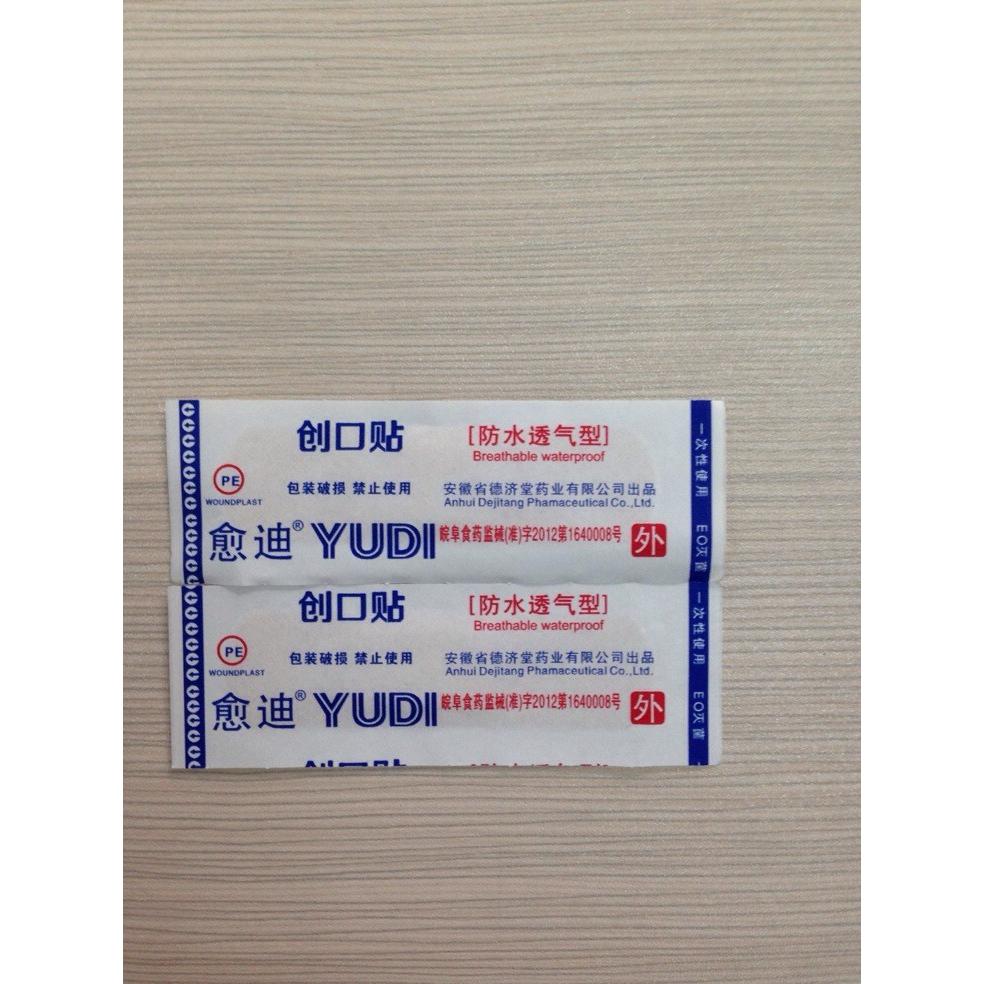 创口贴 [防水透气型]
Breathable waterproof
PE
WOUNDPLAST
包装破损 禁止使用
安徽省德济堂药业有限公司出品
Anhui Dejitang Phamaceutical Co.,Ltd.
愈迪® YUDI 皖阜食药监械(准)字2012第1640008号 外
一次性使用 EO灭菌
创口贴 [防水透气型]
Breathable waterproof
PE
WOUNDPLAST
包装破损 禁止使用
安徽省德济堂药业有限公司出品
Anhui Dejitang Phamaceutical Co.,Ltd.
愈迪® YUDI 皖阜食药监械(准)字2012第1640008号 外
一次性使用 EO灭菌